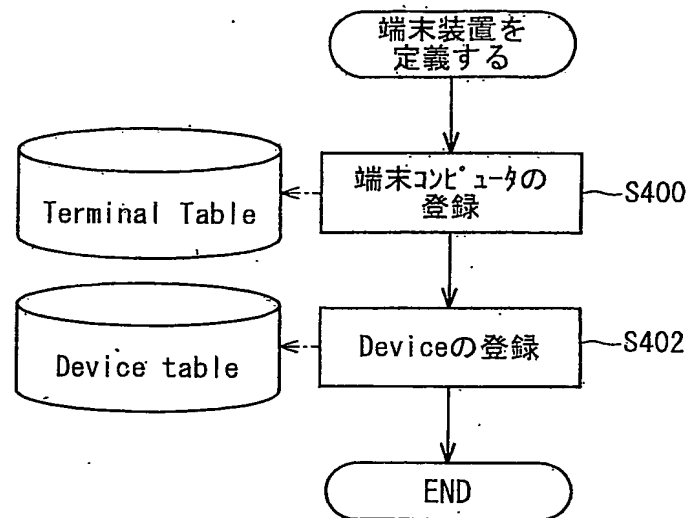 端末装置を
定義する
Terminal Table
端末ｺﾝﾋﾟｭｰﾀの
登録
S400
Device table
Deviceの登録
S402
END